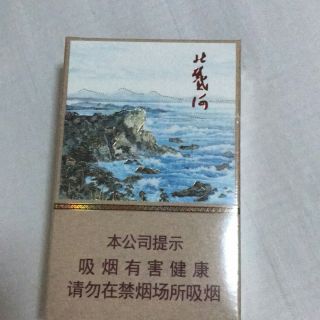 北戴河
本公司提示
吸烟有害健康
请勿在禁烟场所吸烟